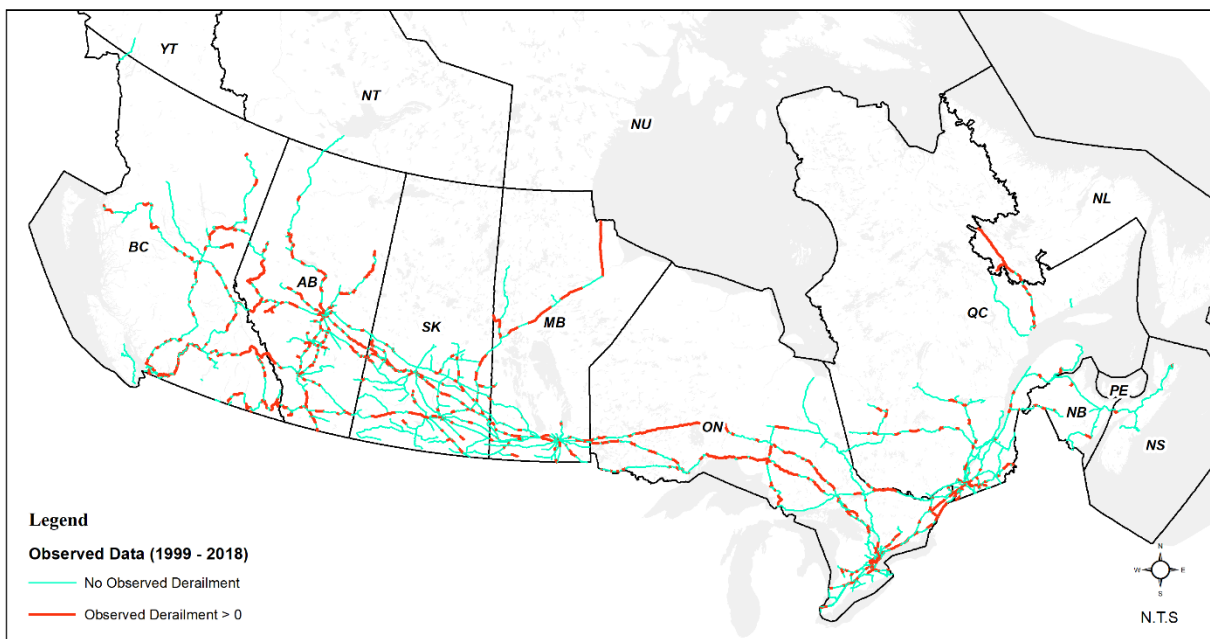 YT
NT
NU
NL
BC
AB
SK
MB
QC
ON
PE
NB
NS
Legend
Observed Data (1999 - 2018)
No Observed Derailment
Observed Derailment > 0
N
W E
S
N.T.S